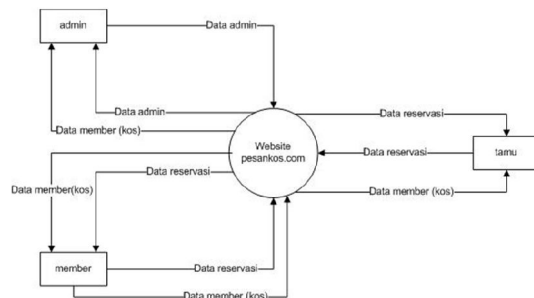 admin
Data admin
Data admin
Data member (kos)
Data reservasi
Website
pesankos.com
Data reservasi
tamu
Data reservasi
Data member(kos)
Data member (kos)
member
Data reservasi
Data member (kos)